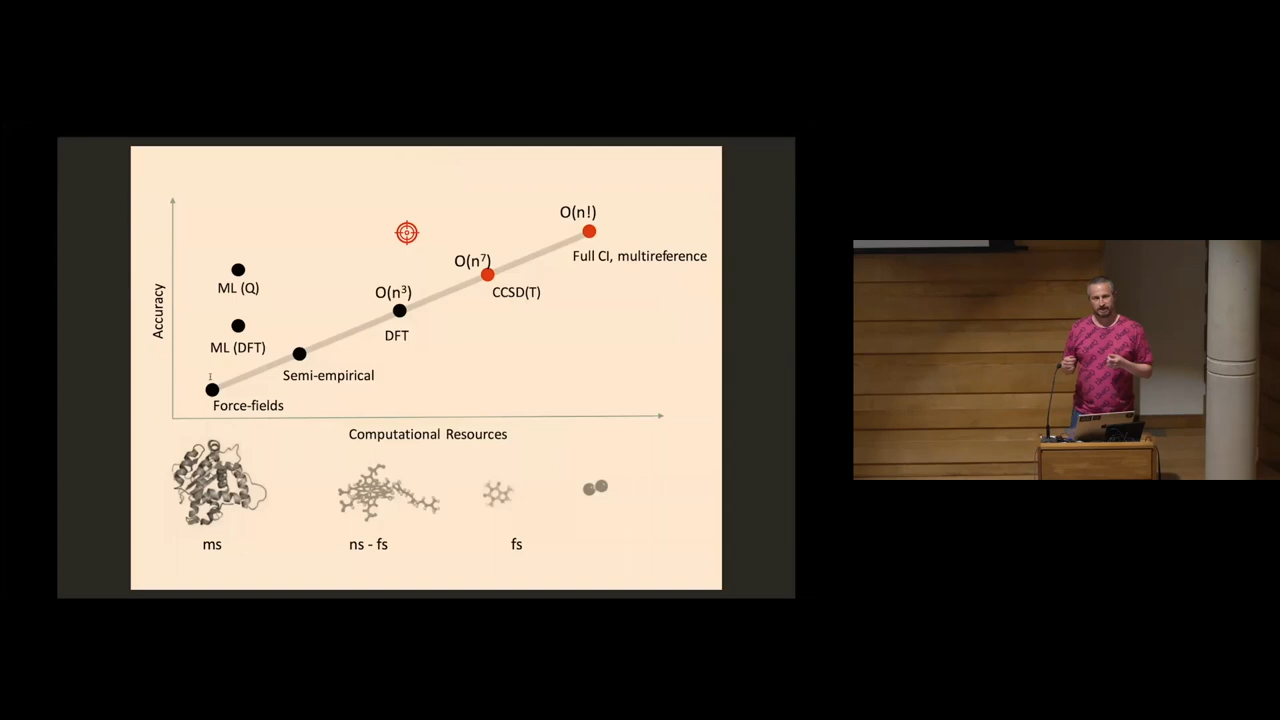 O(n!)
Full CI, multireference
O(n⁷)
CCSD(T)
ML (Q)
O(n³)
DFT
ML (DFT)
Semi-empirical
Force-fields
Accuracy
Computational Resources
ms
ns - fs
fs